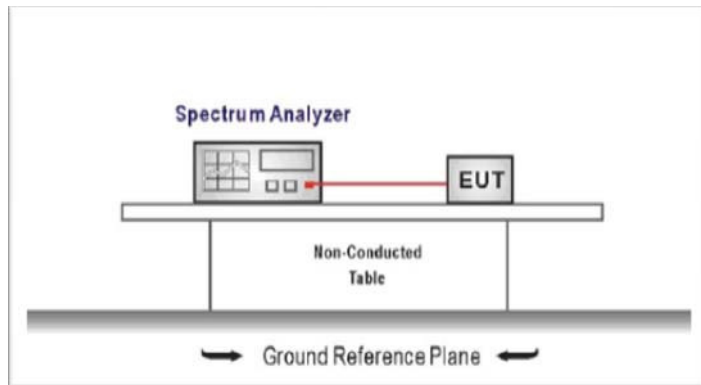 Spectrum Analyzer
EUT
Non-Conducted
Table
Ground Reference Plane